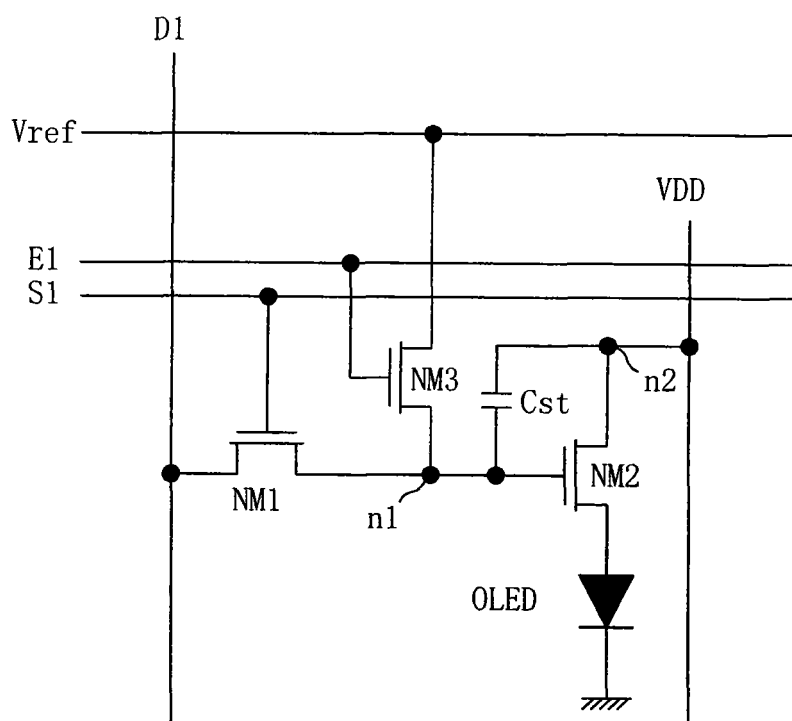 D1
Vref
VDD
E1
S1
NM3
n2
Cst
NM1
n1
NM2
OLED